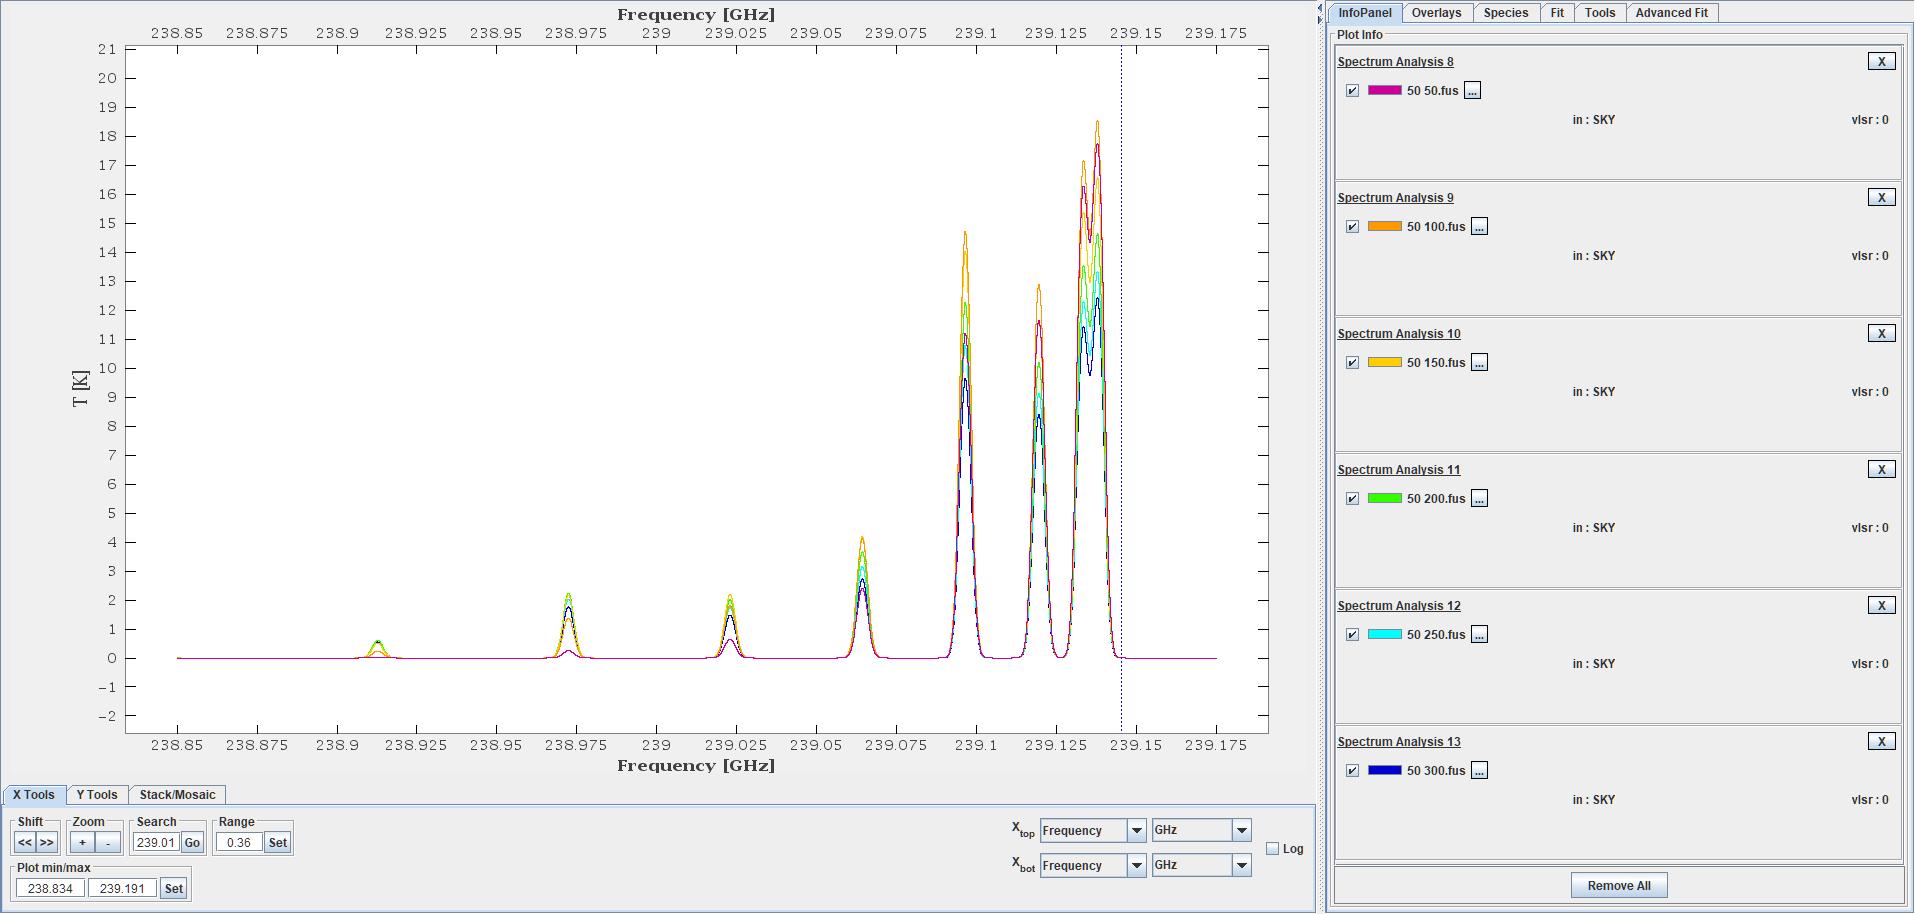 Frequency [GHz]
238.85 238.875 238.9 238.925 238.95 238.975 239 239.025 239.05 239.075 239.1 239.125 239.15 239.175
21
20
19
18
17
16
15
14
13
12
11
10
9
8
7
6
5
4
3
2
1
0
-1
-2
T [K]
238.85 238.875 238.9 238.925 238.95 238.975 239 239.025 239.05 239.075 239.1 239.125 239.15 239.175
Frequency [GHz]
X Tools Y Tools Stack/Mosaic
Shift Zoom Search Range
<< >> + - 239.01 Go 0.36 Set
Plot min/max
238.834 239.191 Set
Xtop Frequency GHz
Log
Xbot Frequency GHz
InfoPanel Overlays Species Fit Tools Advanced Fit
Plot Info
Spectrum Analysis 8 X
50 50.fus ...
in : SKY vlsr : 0
Spectrum Analysis 9 X
50 100.fus ...
in : SKY vlsr : 0
Spectrum Analysis 10 X
50 150.fus ...
in : SKY vlsr : 0
Spectrum Analysis 11 X
50 200.fus ...
in : SKY vlsr : 0
Spectrum Analysis 12 X
50 250.fus ...
in : SKY vlsr : 0
Spectrum Analysis 13 X
50 300.fus ...
in : SKY vlsr : 0
Remove All